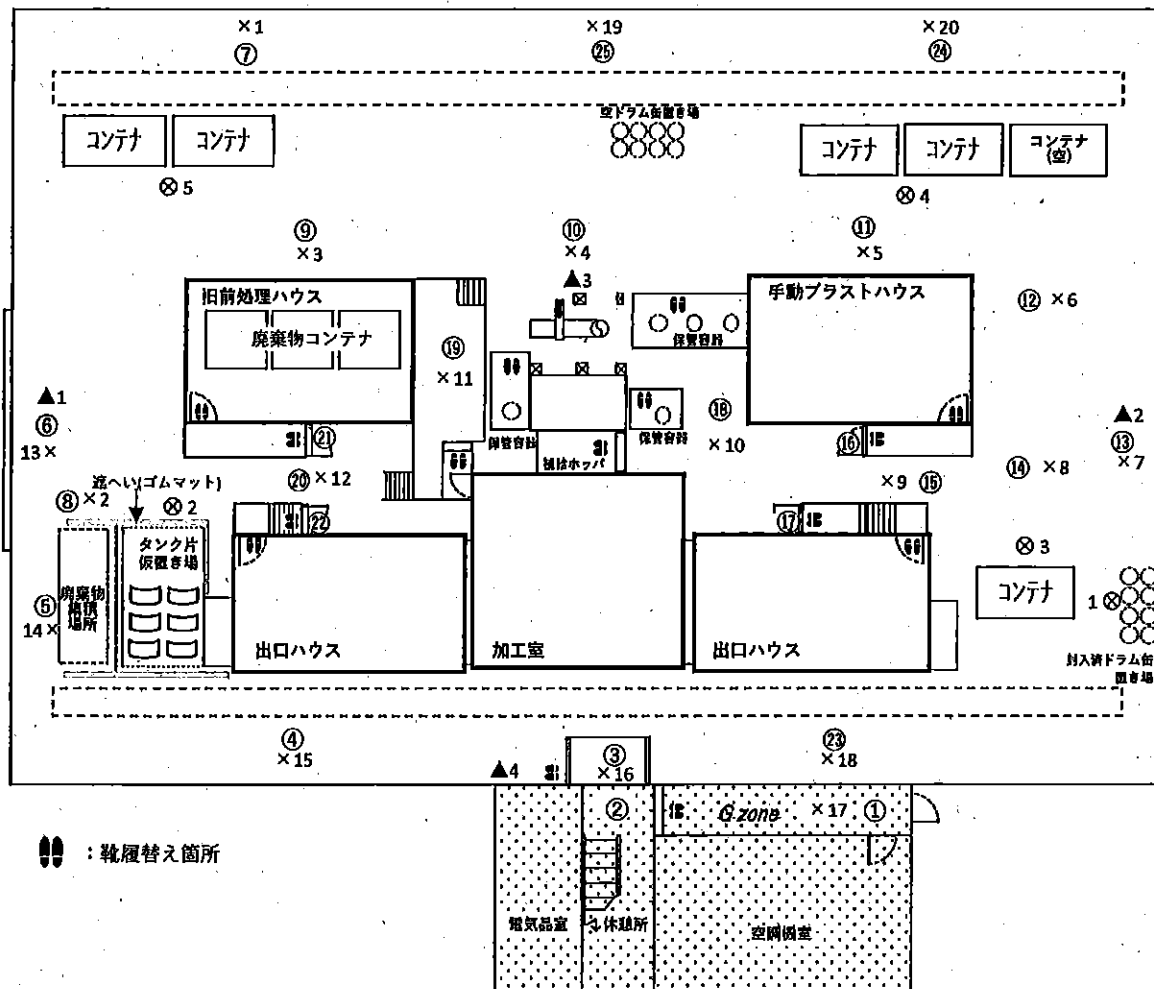 ×1
×19
×20
⑦
㉕
㉔
空ドラム缶置き場
コンテナ
コンテナ
コンテナ
コンテナ
コンテナ
(空)
⊗5
⊗4
⑨
×3
⑩
×4
⑪
×5
▲3
旧前処理ハウス
手動ブラストハウス
⑫ ×6
廃棄物コンテナ
保管容器
⑲
×11
▲1
⑥
13×
▲2
⑬
×7
⑱
×10
㉑
保管容器
保管容器
⑯
⑭ ×8
⑳ ×12
×9 ⑮
遮へい(ゴムマット)
⑧ ×2
⊗2
㉒
⑰
⊗3
タンク片
仮置き場
コンテナ
廃棄物
集積
場所
⑤
14×
1⊗
出口ハウス
加工室
出口ハウス
封入済ドラム缶
置き場
④
×15
③
×16
㉓
×18
▲4
②
G zone
×17 ①
：靴履替え箇所
電気品室
休憩所
空調機室